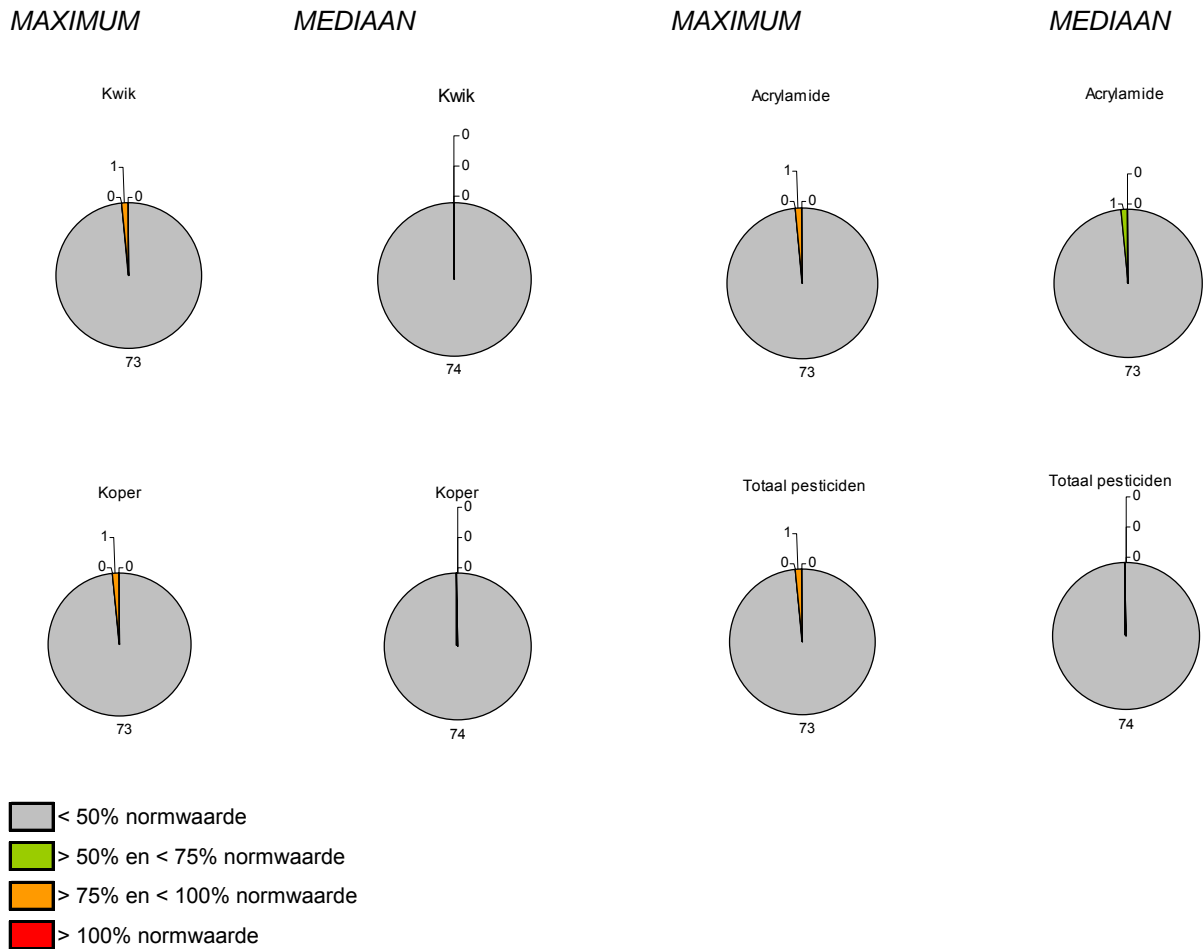 MAXIMUM MEDIAAN MAXIMUM MEDIAAN
Kwik Kwik Acrylamide Acrylamide
0
1 0 1 0
0 0 0 0 0 1 0
73 74 73 73
Koper Koper Totaal pesticiden Totaal pesticiden
0 0
1 0 1 0
0 0 0 0 0 0
73 74 73 74
< 50% normwaarde
> 50% en < 75% normwaarde
> 75% en < 100% normwaarde
> 100% normwaarde